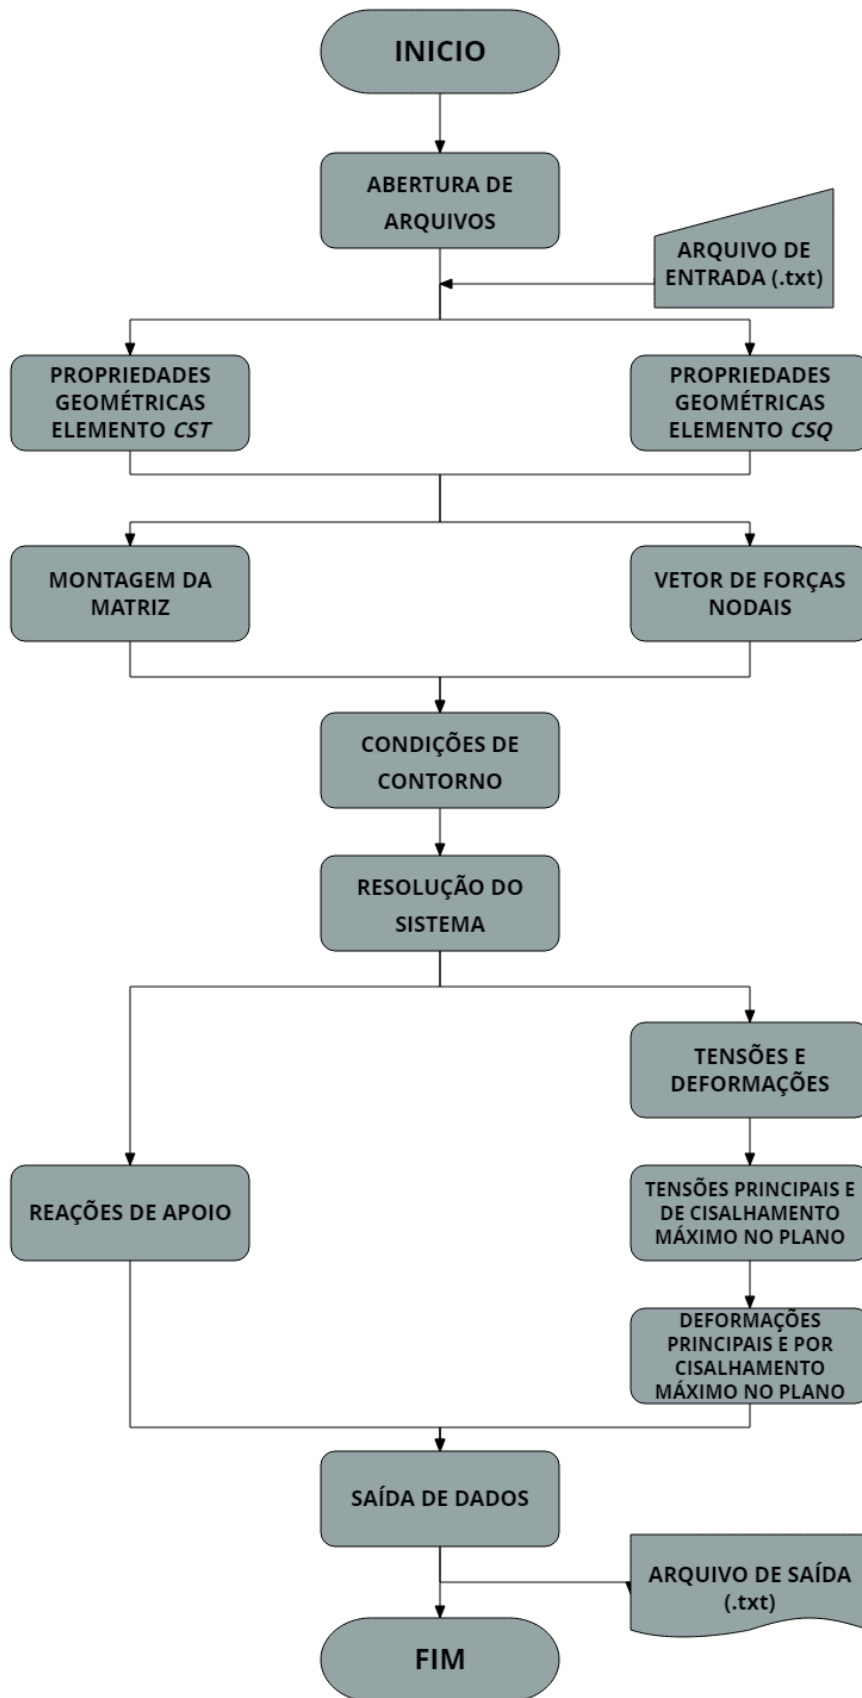 INICIO
ABERTURA DE
ARQUIVOS
ARQUIVO DE
ENTRADA (.txt)
PROPRIEDADES
GEOMÉTRICAS
ELEMENTO CST
PROPRIEDADES
GEOMÉTRICAS
ELEMENTO CSQ
MONTAGEM DA
MATRIZ
VETOR DE FORÇAS
NODAIS
CONDIÇÕES DE
CONTORNO
RESOLUÇÃO DO
SISTEMA
TENSÕES E
DEFORMAÇÕES
REAÇÕES DE APOIO
TENSÕES PRINCIPAIS E
DE CISALHAMENTO
MÁXIMO NO PLANO
DEFORMAÇÕES
PRINCIPAIS E POR
CISALHAMENTO
MÁXIMO NO PLANO
SAÍDA DE DADOS
ARQUIVO DE SAÍDA
(.txt)
FIM